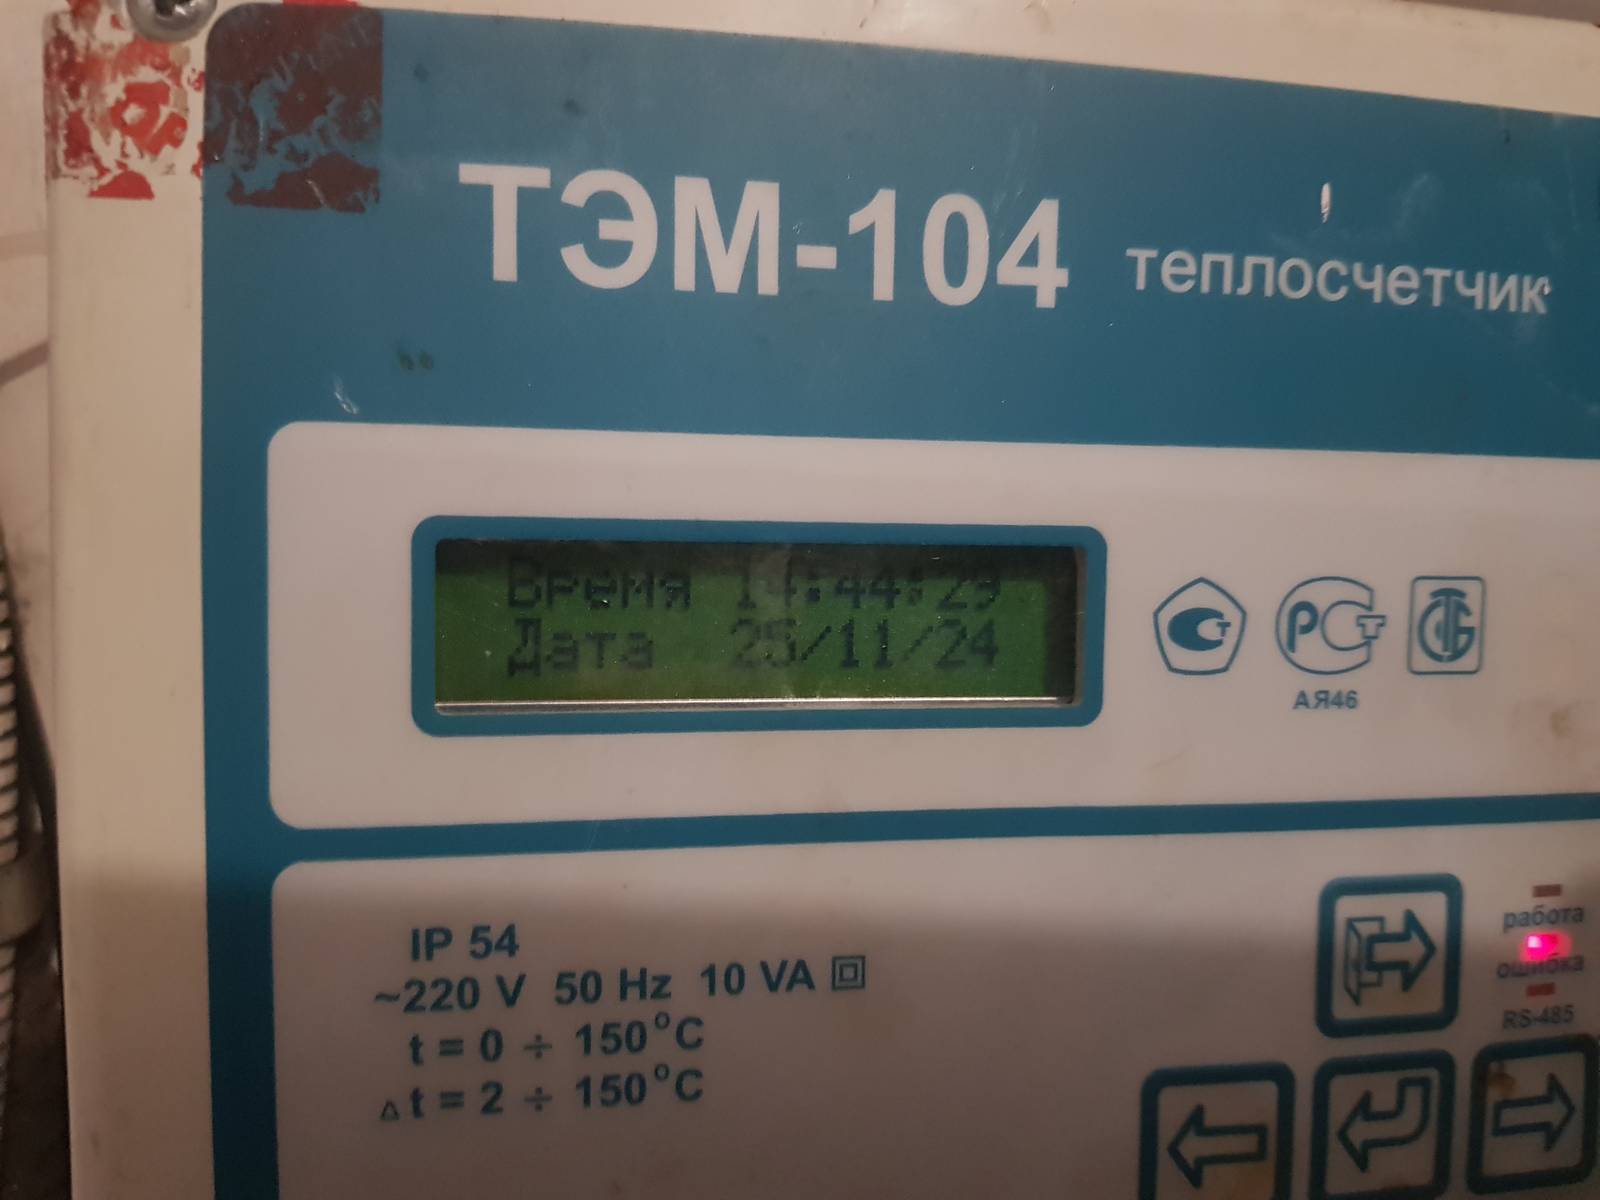 ТЭМ-104 теплосчетчик
Время 14:44:29
Дата 25/11/24
РСТ
АЯ46
IP 54
~220 V 50 Hz 10 VA
t = 0 ÷ 150°C
Δt = 2 ÷ 150°C
работа
ошибка
RS-485